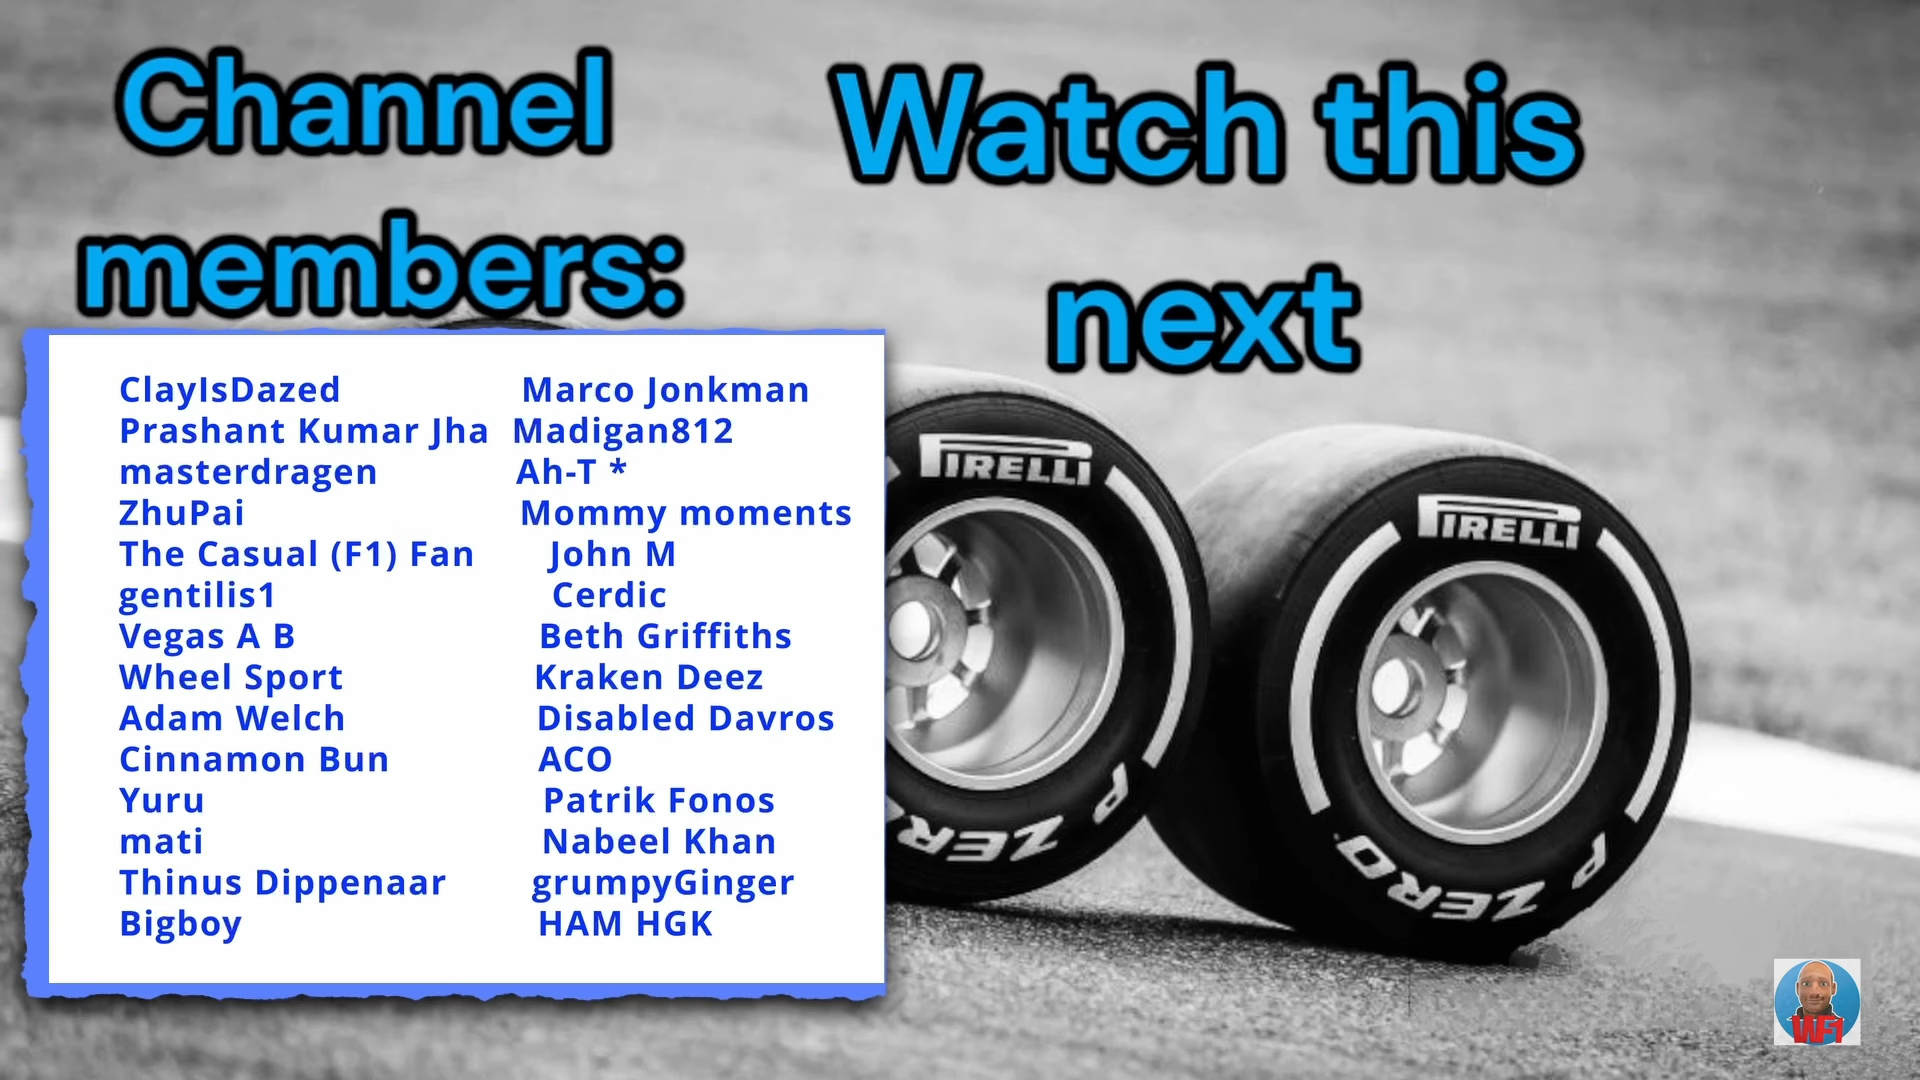 Channel
members:
Watch this
next
ClayIsDazed
Prashant Kumar Jha
masterdragen
ZhuPai
The Casual (F1) Fan
gentilis1
Vegas A B
Wheel Sport
Adam Welch
Cinnamon Bun
Yuru
mati
Thinus Dippenaar
Bigboy
Marco Jonkman
Madigan812
Ah-T *
Mommy moments
John M
Cerdic
Beth Griffiths
Kraken Deez
Disabled Davros
ACO
Patrik Fonos
Nabeel Khan
grumpyGinger
HAM HGK
PIRELLI
P ZERO
PIRELLI
P ZERO
WF1